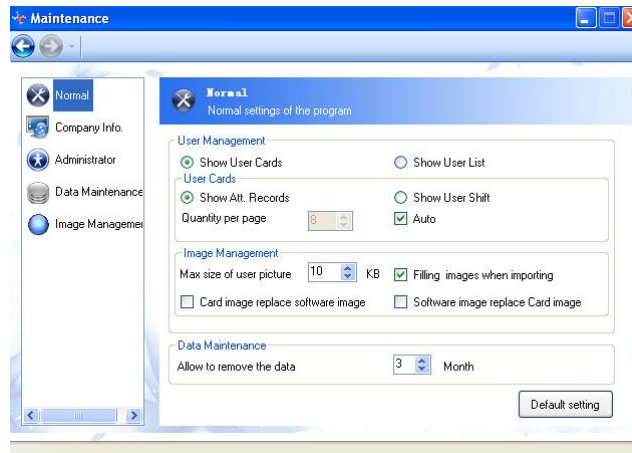 Maintenance
Normal
Company Info.
Administrator
Data Maintenance
Image Managemer
Normal
Normal settings of the program
User Management
Show User Cards Show User List
User Cards
Show Att. Records Show User Shift
Quantity per page 8 Auto
Image Management
Max size of user picture 10 KB Filling images when importing
Card image replace software image Software image replace Card image
Data Maintenance
Allow to remove the data 3 Month
Default setting